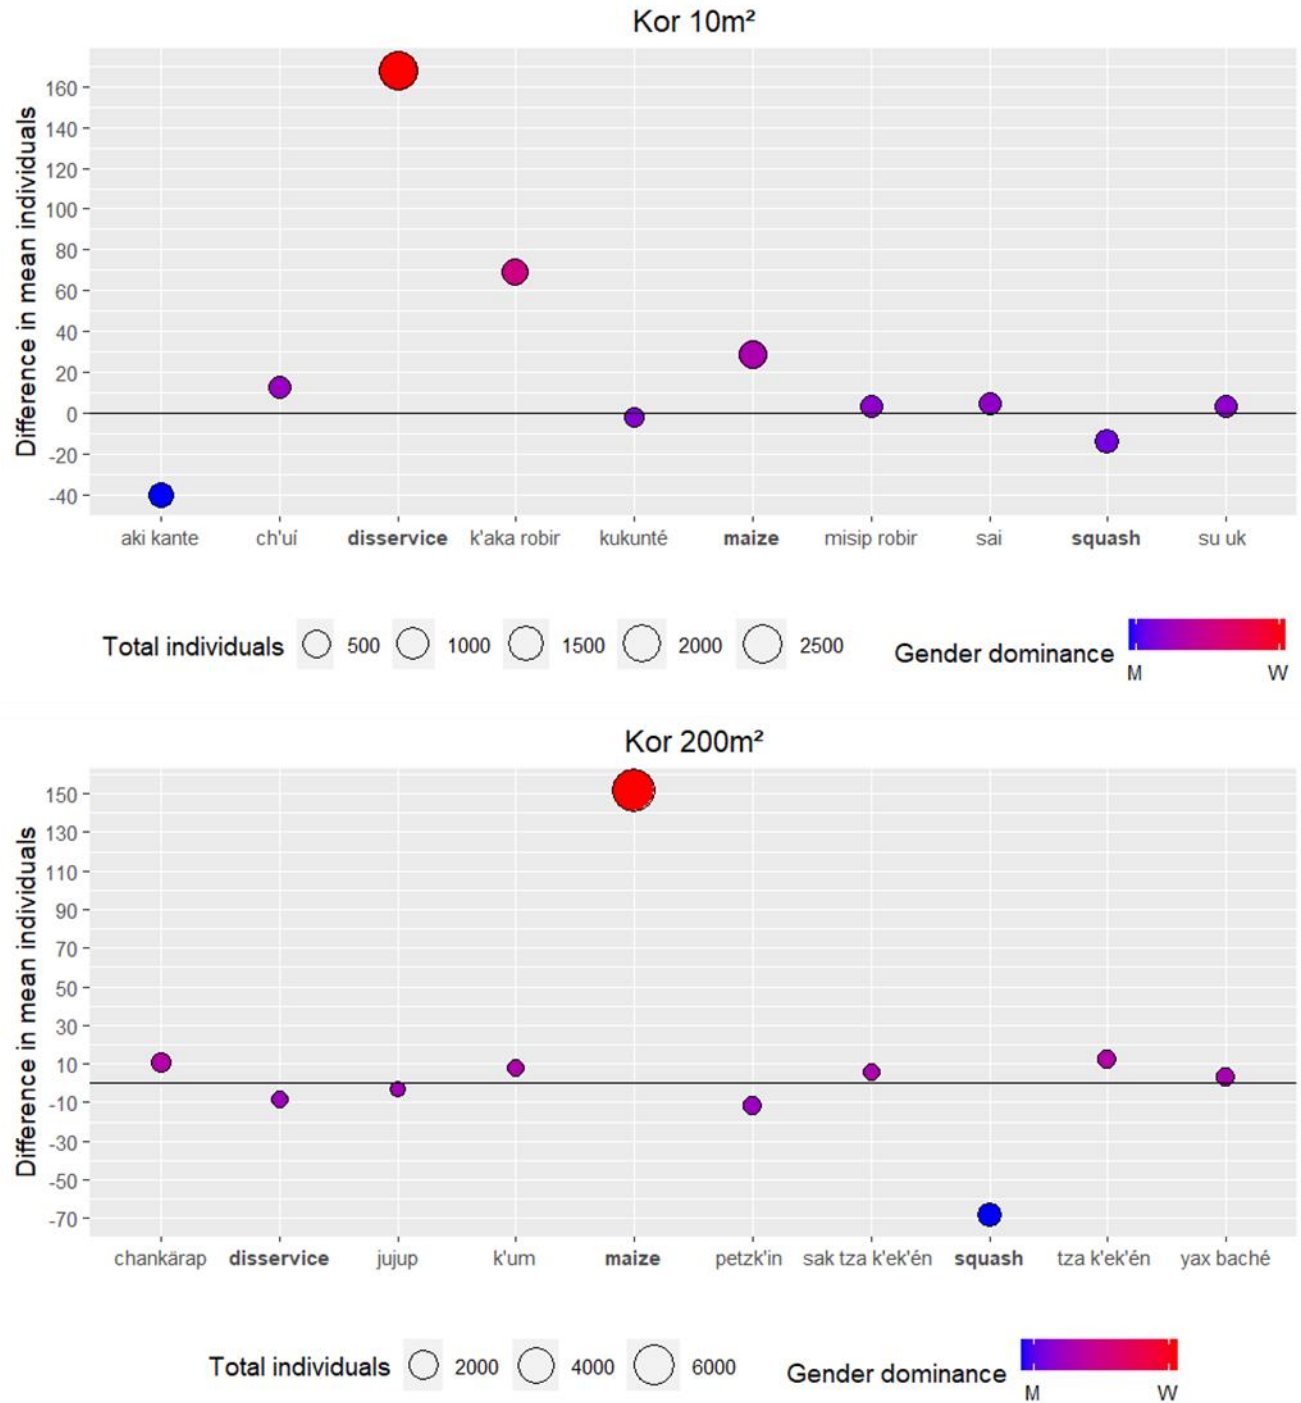 Kor 10m²
Difference in mean individuals
160
140
120
100
80
60
40
20
0
-20
-40
aki kante ch'uí disservice k'aka robir kukunté maize misip robir sai squash su uk
Total individuals 500 1000 1500 2000 2500 Gender dominance
M W
Kor 200m²
Difference in mean individuals
150
130
110
90
70
50
30
10
-10
-30
-50
-70
chankärap disservice jujup k'um maize petzk'in sak tza k'ek'én squash tza k'ek'én yax baché
Total individuals 2000 4000 6000 Gender dominance
M W